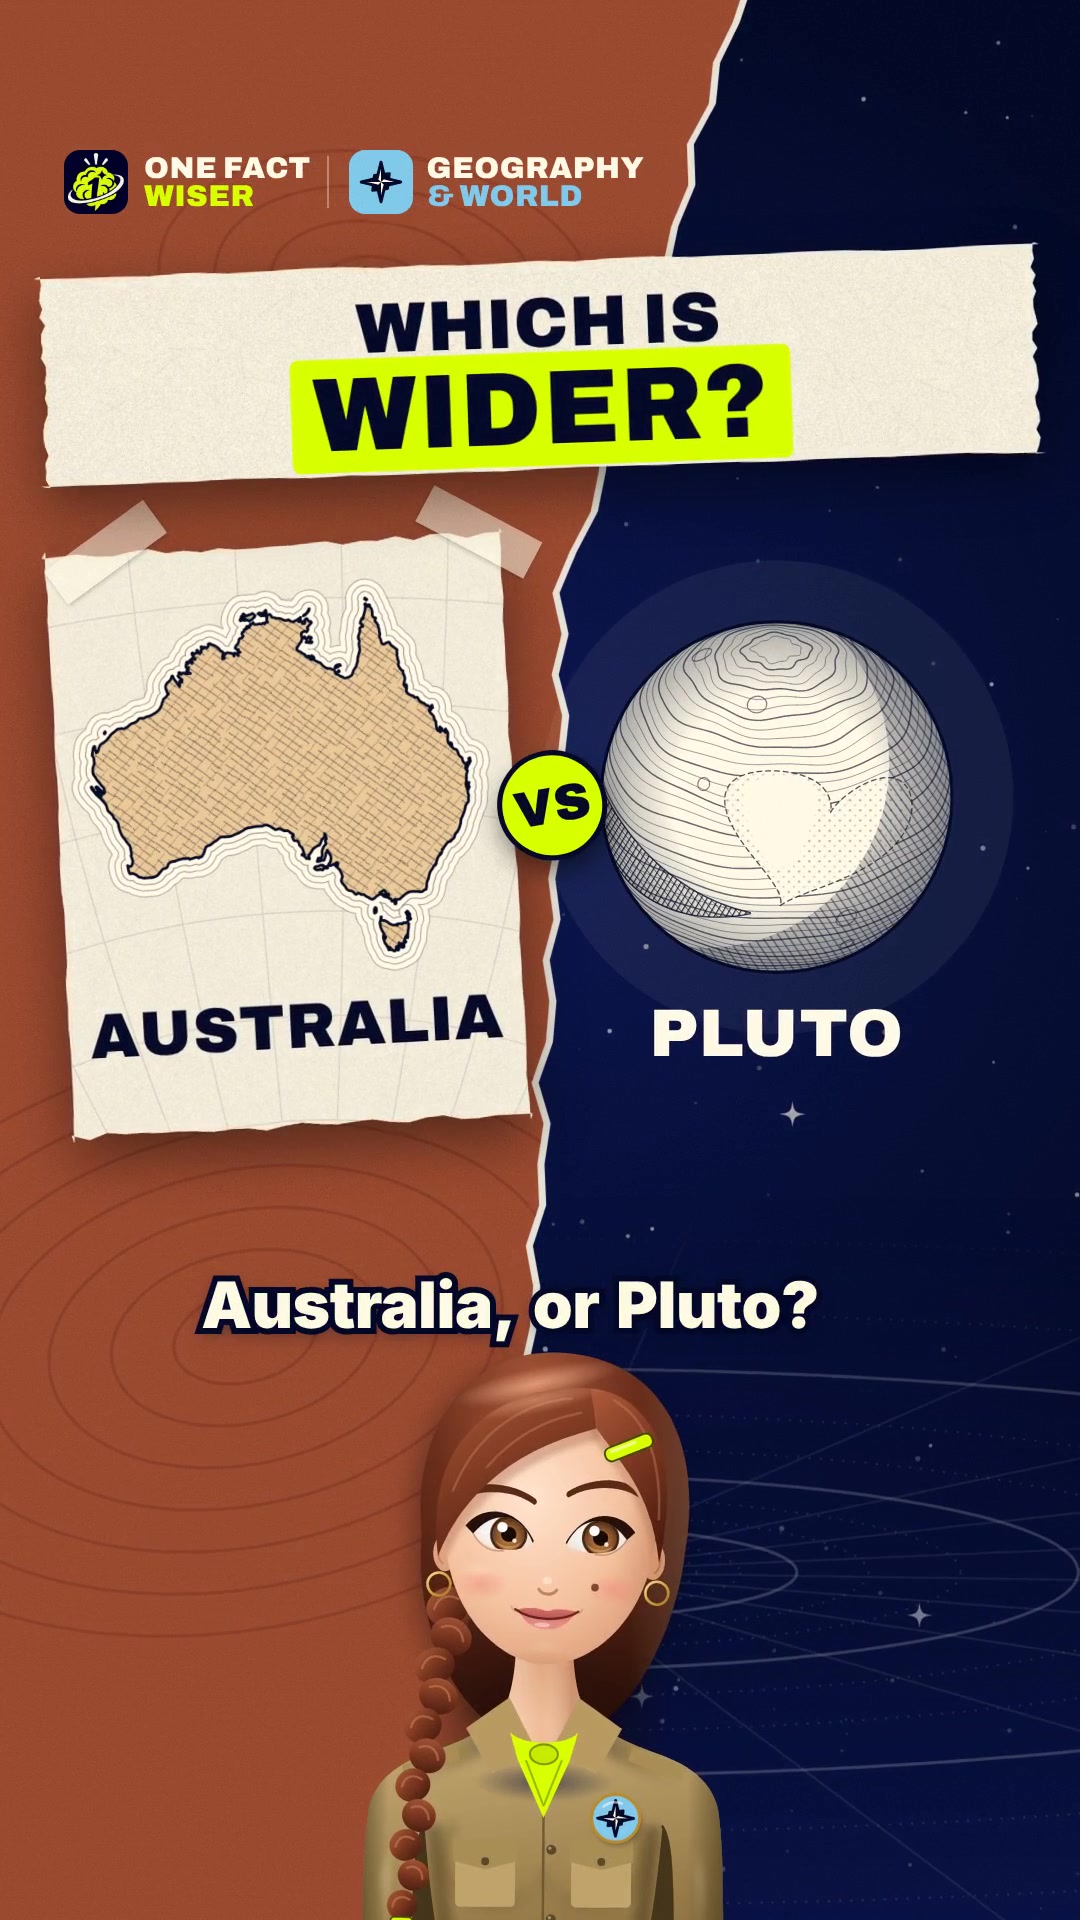 ONE FACT
WISER
GEOGRAPHY
& WORLD
WHICH IS
WIDER?
VS
AUSTRALIA
PLUTO
Australia, or Pluto?